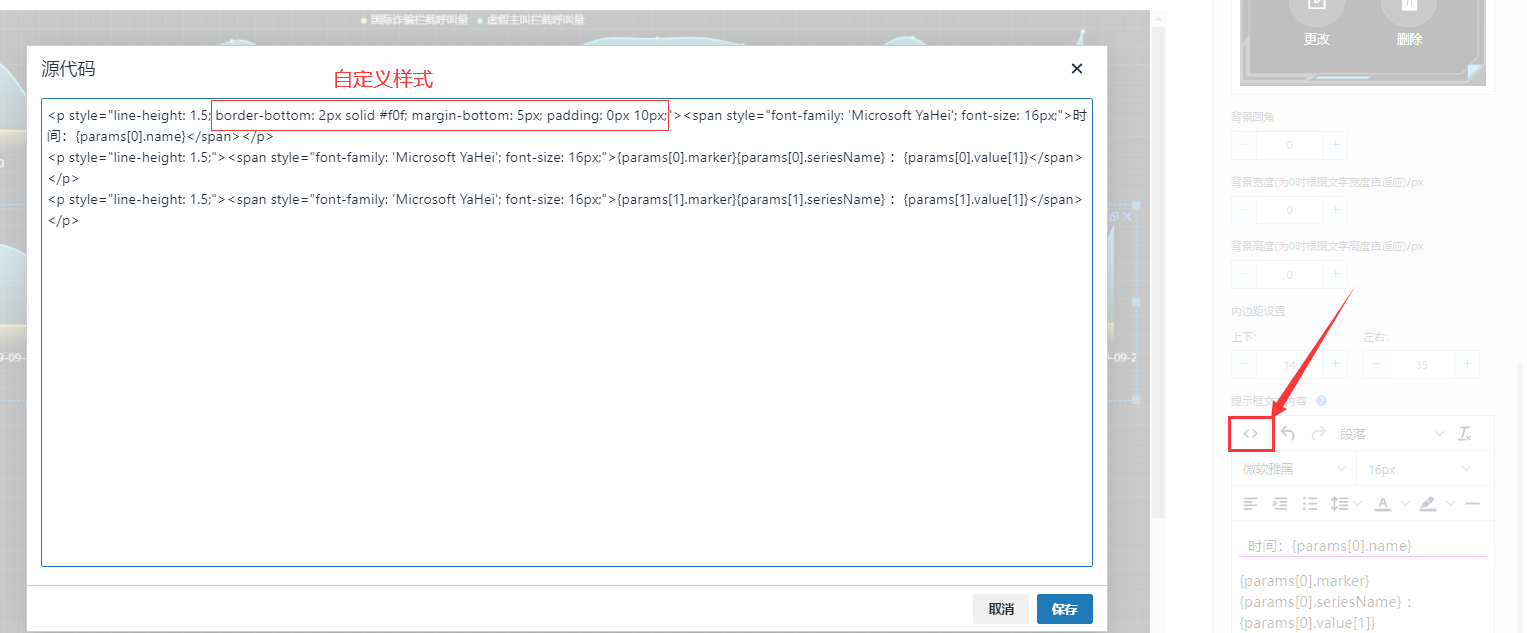 国际诈骗拦截呼叫量 虚假主叫拦截呼叫量
源代码
自定义样式
<p style="line-height: 1.5; border-bottom: 2px solid #f0f; margin-bottom: 5px; padding: 0px 10px;"><span style="font-family: 'Microsoft YaHei'; font-size: 16px;">时
间：{params[0].name}</span></p>
<p style="line-height: 1.5;"><span style="font-family: 'Microsoft YaHei'; font-size: 16px;">{params[0].marker}{params[0].seriesName} ：{params[0].value[1]}</span>
</p>
<p style="line-height: 1.5;"><span style="font-family: 'Microsoft YaHei'; font-size: 16px;">{params[1].marker}{params[1].seriesName} ：{params[1].value[1]}</span>
</p>
取消
保存
更改 删除
背景圆角
0
背景宽度(为0时根据文字宽度自适应)/px
0
背景高度(为0时根据文字高度自适应)/px
0
内边距设置
上下: 左右:
14 35
提示框文 内容
段落
微软雅黑 16px
时间：{params[0].name}
{params[0].marker}
{params[0].seriesName} ：
{params[0].value[1]}